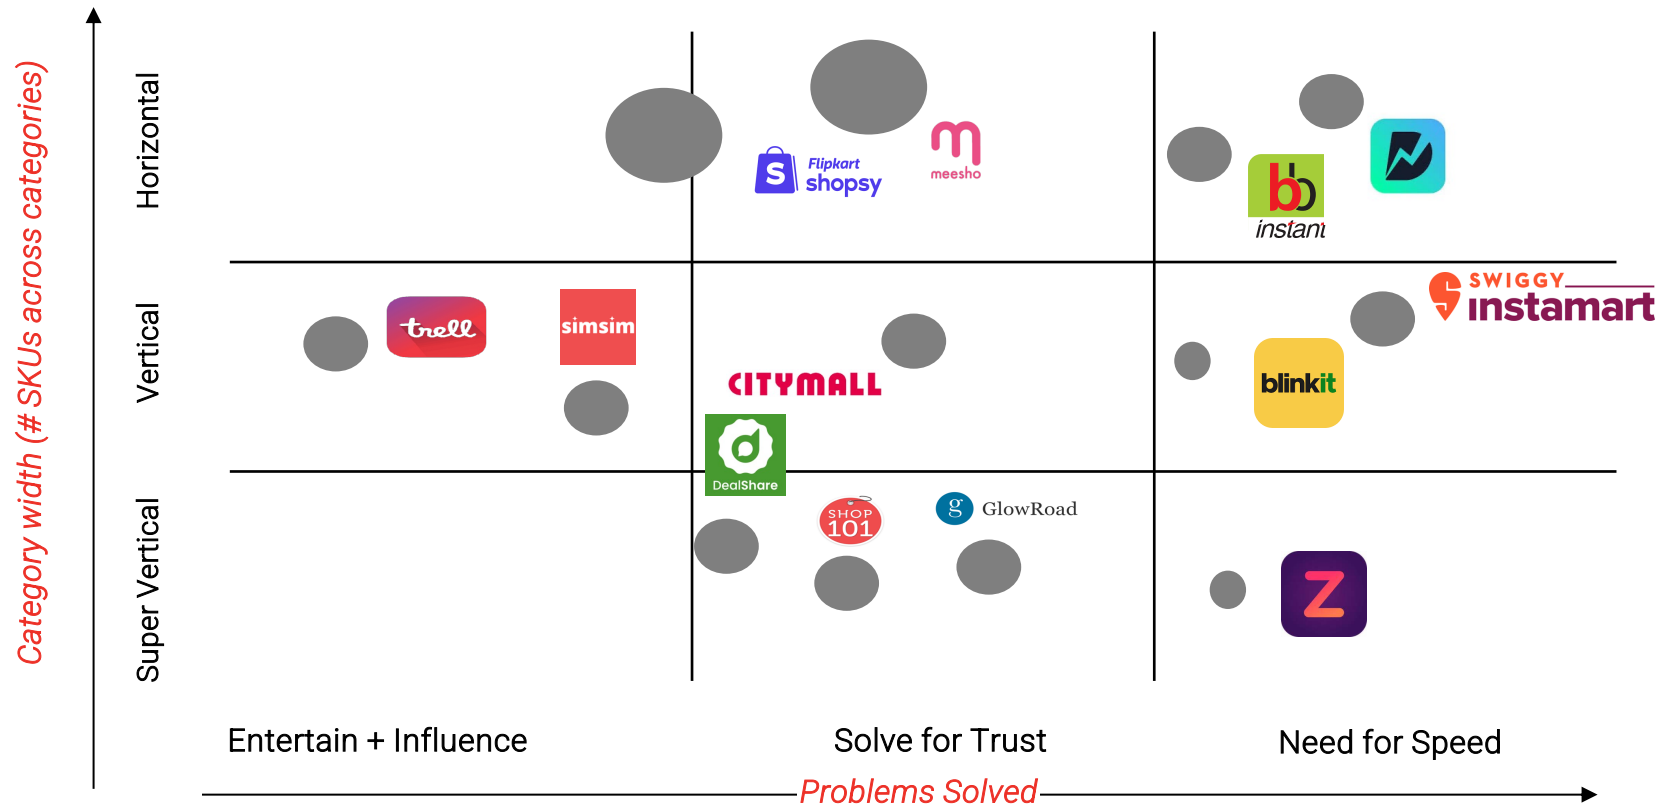 Category width (# SKUs across categories)
Horizontal
Vertical
Super Vertical
Flipkart
shopsy
meesho
bb
instant
trell
simsim
SWIGGY
instamart
blinkit
CITYMALL
DealShare
SHOP
101
g GlowRoad
Z
Entertain + Influence
Solve for Trust
Need for Speed
Problems Solved